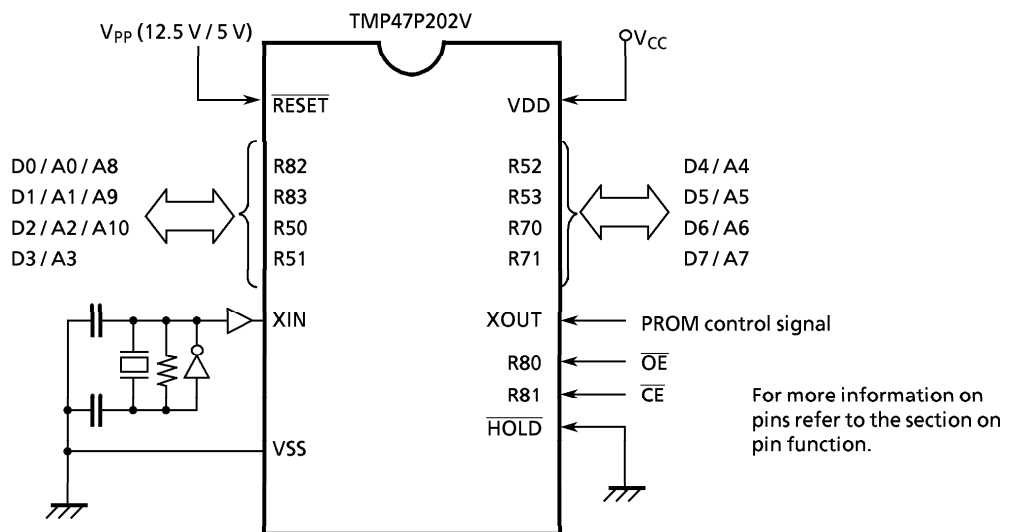 TMP47P202V
VPP (12.5 V / 5 V)
VCC
RESET
VDD
D0 / A0 / A8
D1 / A1 / A9
D2 / A2 / A10
D3 / A3
R82
R83
R50
R51
R52
R53
R70
R71
D4 / A4
D5 / A5
D6 / A6
D7 / A7
XIN
XOUT
PROM control signal
R80
OE
R81
CE
HOLD
VSS
For more information on
pins refer to the section on
pin function.